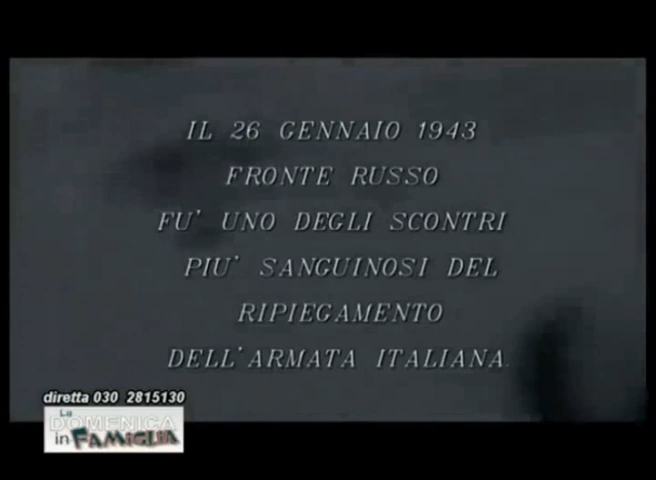 IL 26 GENNAIO 1943
FRONTE RUSSO
FU' UNO DEGLI SCONTRI
PIU' SANGUINOSI DEL
RIPIEGAMENTO
DELL'ARMATA ITALIANA.
diretta 030 2815130
La
DOMENICA
in FAMIGLIA